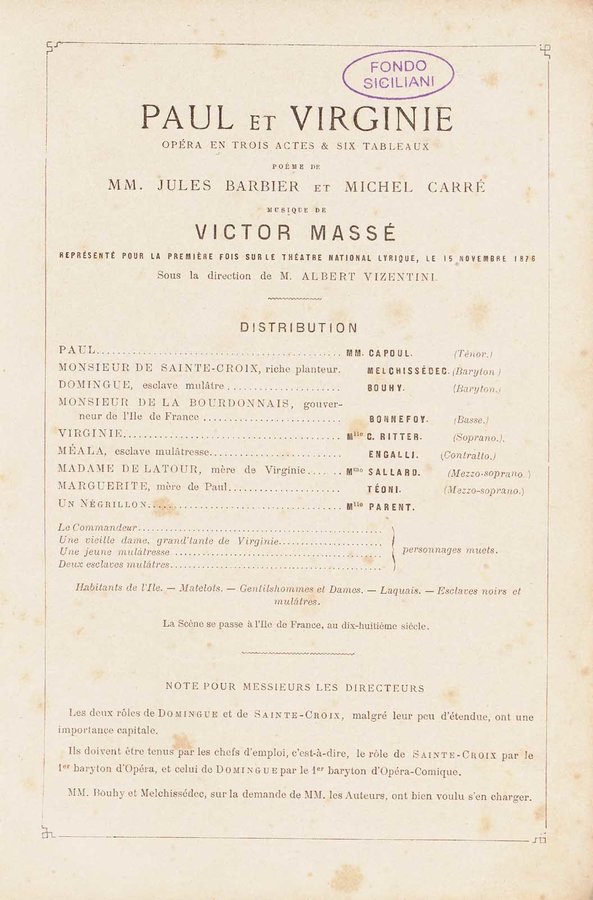 FONDO
SICILIANI
PAUL ET VIRGINIE
OPÉRA EN TROIS ACTES & SIX TABLEAUX
POÈME DE
MM. JULES BARBIER ET MICHEL CARRÉ
MUSIQUE DE
VICTOR MASSÉ
REPRÉSENTÉ POUR LA PREMIÈRE FOIS SUR LE THÉATRE NATIONAL LYRIQUE, LE 15 NOVEMBRE 1876
Sous la direction de M. ALBERT VIZENTINI.
DISTRIBUTION
PAUL........................................ MM. CAPOUL. (Ténor.)
MONSIEUR DE SAINTE-CROIX, riche planteur. MELCHISSÉDEC. (Baryton.)
DOMINGUE, esclave mulâtre.................... BOUHY. (Baryton.)
MONSIEUR DE LA BOURDONNAIS, gouver-
neur de l'Ile de France........................ BONNEFOY. (Basse.)
VIRGINIE.................................... Mlle C. RITTER. (Soprano.).
MÉALA, esclave mulâtresse...................... ENGALLI. (Contralto.)
MADAME DE LATOUR, mère de Virginie...... Mme SALLARD. (Mezzo-soprano.)
MARGUERITE, mère de Paul.................... TÉONI. (Mezzo-soprano.)
UN NÉGRILLON................................ Mlle PARENT.
Le Commandeur........................................
Une vieille dame, grand'tante de Virginie..................
Une jeune mulâtresse.................................. personnages muets.
Deux esclaves mulâtres..................................
Habitants de l'Ile. — Matelots. — Gentilshommes et Dames. — Laquais. — Esclaves noirs et
mulâtres.
La Scène se passe à l'Ile de France, au dix-huitième siècle.
NOTE POUR MESSIEURS LES DIRECTEURS
Les deux rôles de DOMINGUE et de SAINTE-CROIX, malgré leur peu d'étendue, ont une
importance capitale.
Ils doivent être tenus par les chefs d'emploi, c'est-à-dire, le rôle de SAINTE-CROIX par le
1er baryton d'Opéra, et celui de DOMINGUE par le 1er baryton d'Opéra-Comique.
MM. Bouhy et Melchissédec, sur la demande de MM. les Auteurs, ont bien voulu s'en charger.